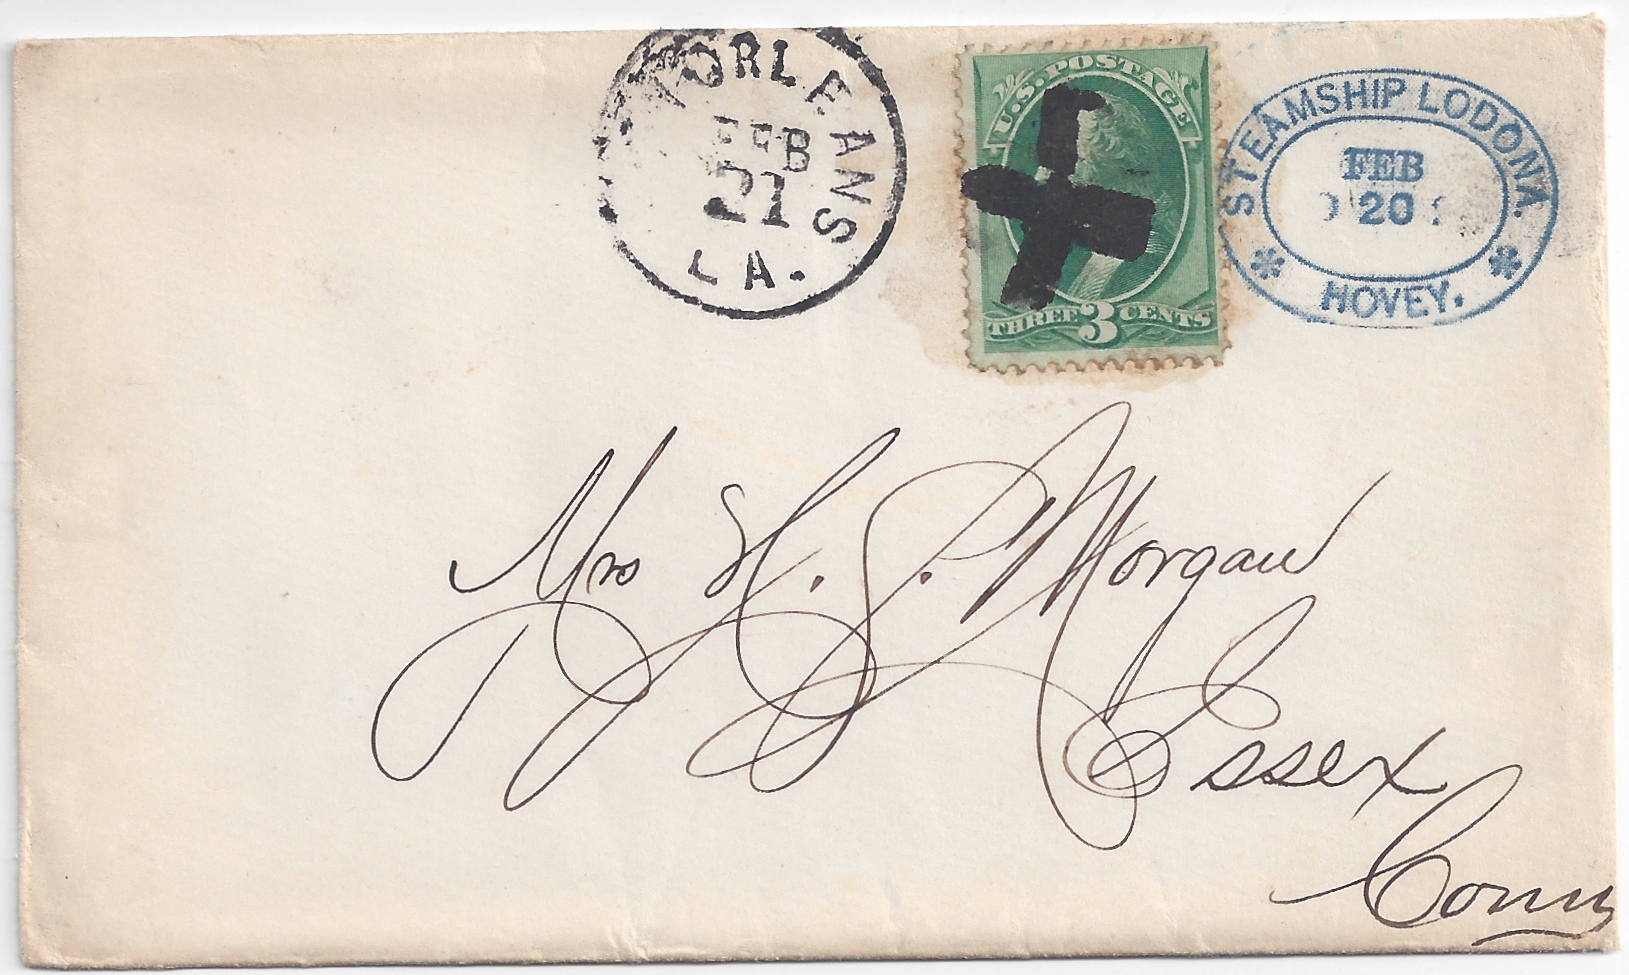 ORLEANS
FEB
21
LA.
U.S. POSTAGE
THREE 3 CENTS
STEAMSHIP LODONA.
FEB
20
HOVEY.
Mrs H. S. Morgan
Essex
Conn